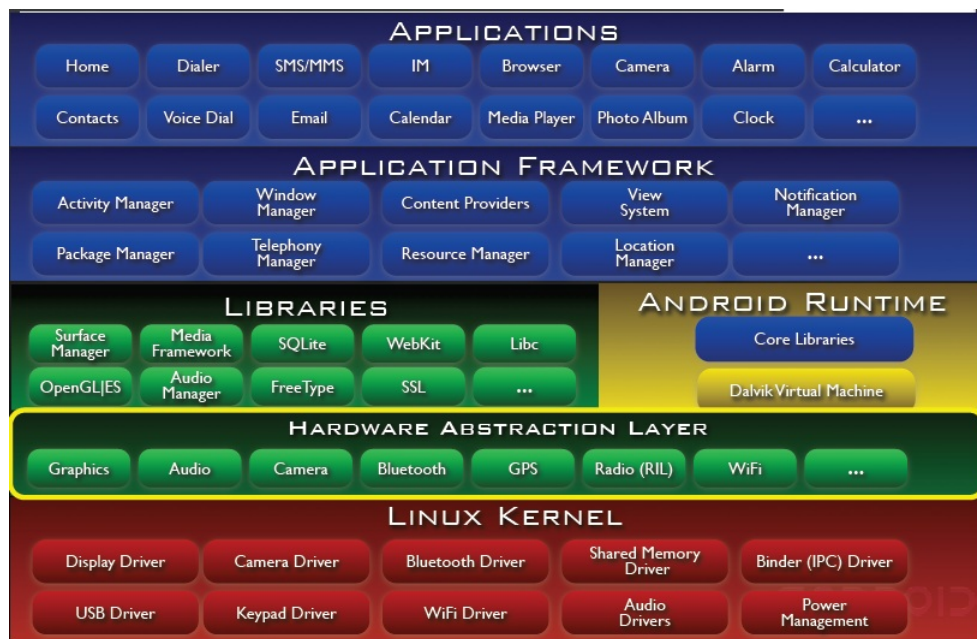 APPLICATIONS
Home Dialer SMS/MMS IM Browser Camera Alarm Calculator
Contacts Voice Dial Email Calendar Media Player Photo Album Clock ...
APPLICATION FRAMEWORK
Activity Manager Window Manager Content Providers View System Notification Manager
Package Manager Telephony Manager Resource Manager Location Manager ...
LIBRARIES
Surface Manager Media Framework SQLite WebKit Libc
OpenGL|ES Audio Manager FreeType SSL ...
ANDROID RUNTIME
Core Libraries
Dalvik Virtual Machine
HARDWARE ABSTRACTION LAYER
Graphics Audio Camera Bluetooth GPS Radio (RIL) WiFi ...
LINUX KERNEL
Display Driver Camera Driver Bluetooth Driver Shared Memory Driver Binder (IPC) Driver
USB Driver Keypad Driver WiFi Driver Audio Drivers Power Management